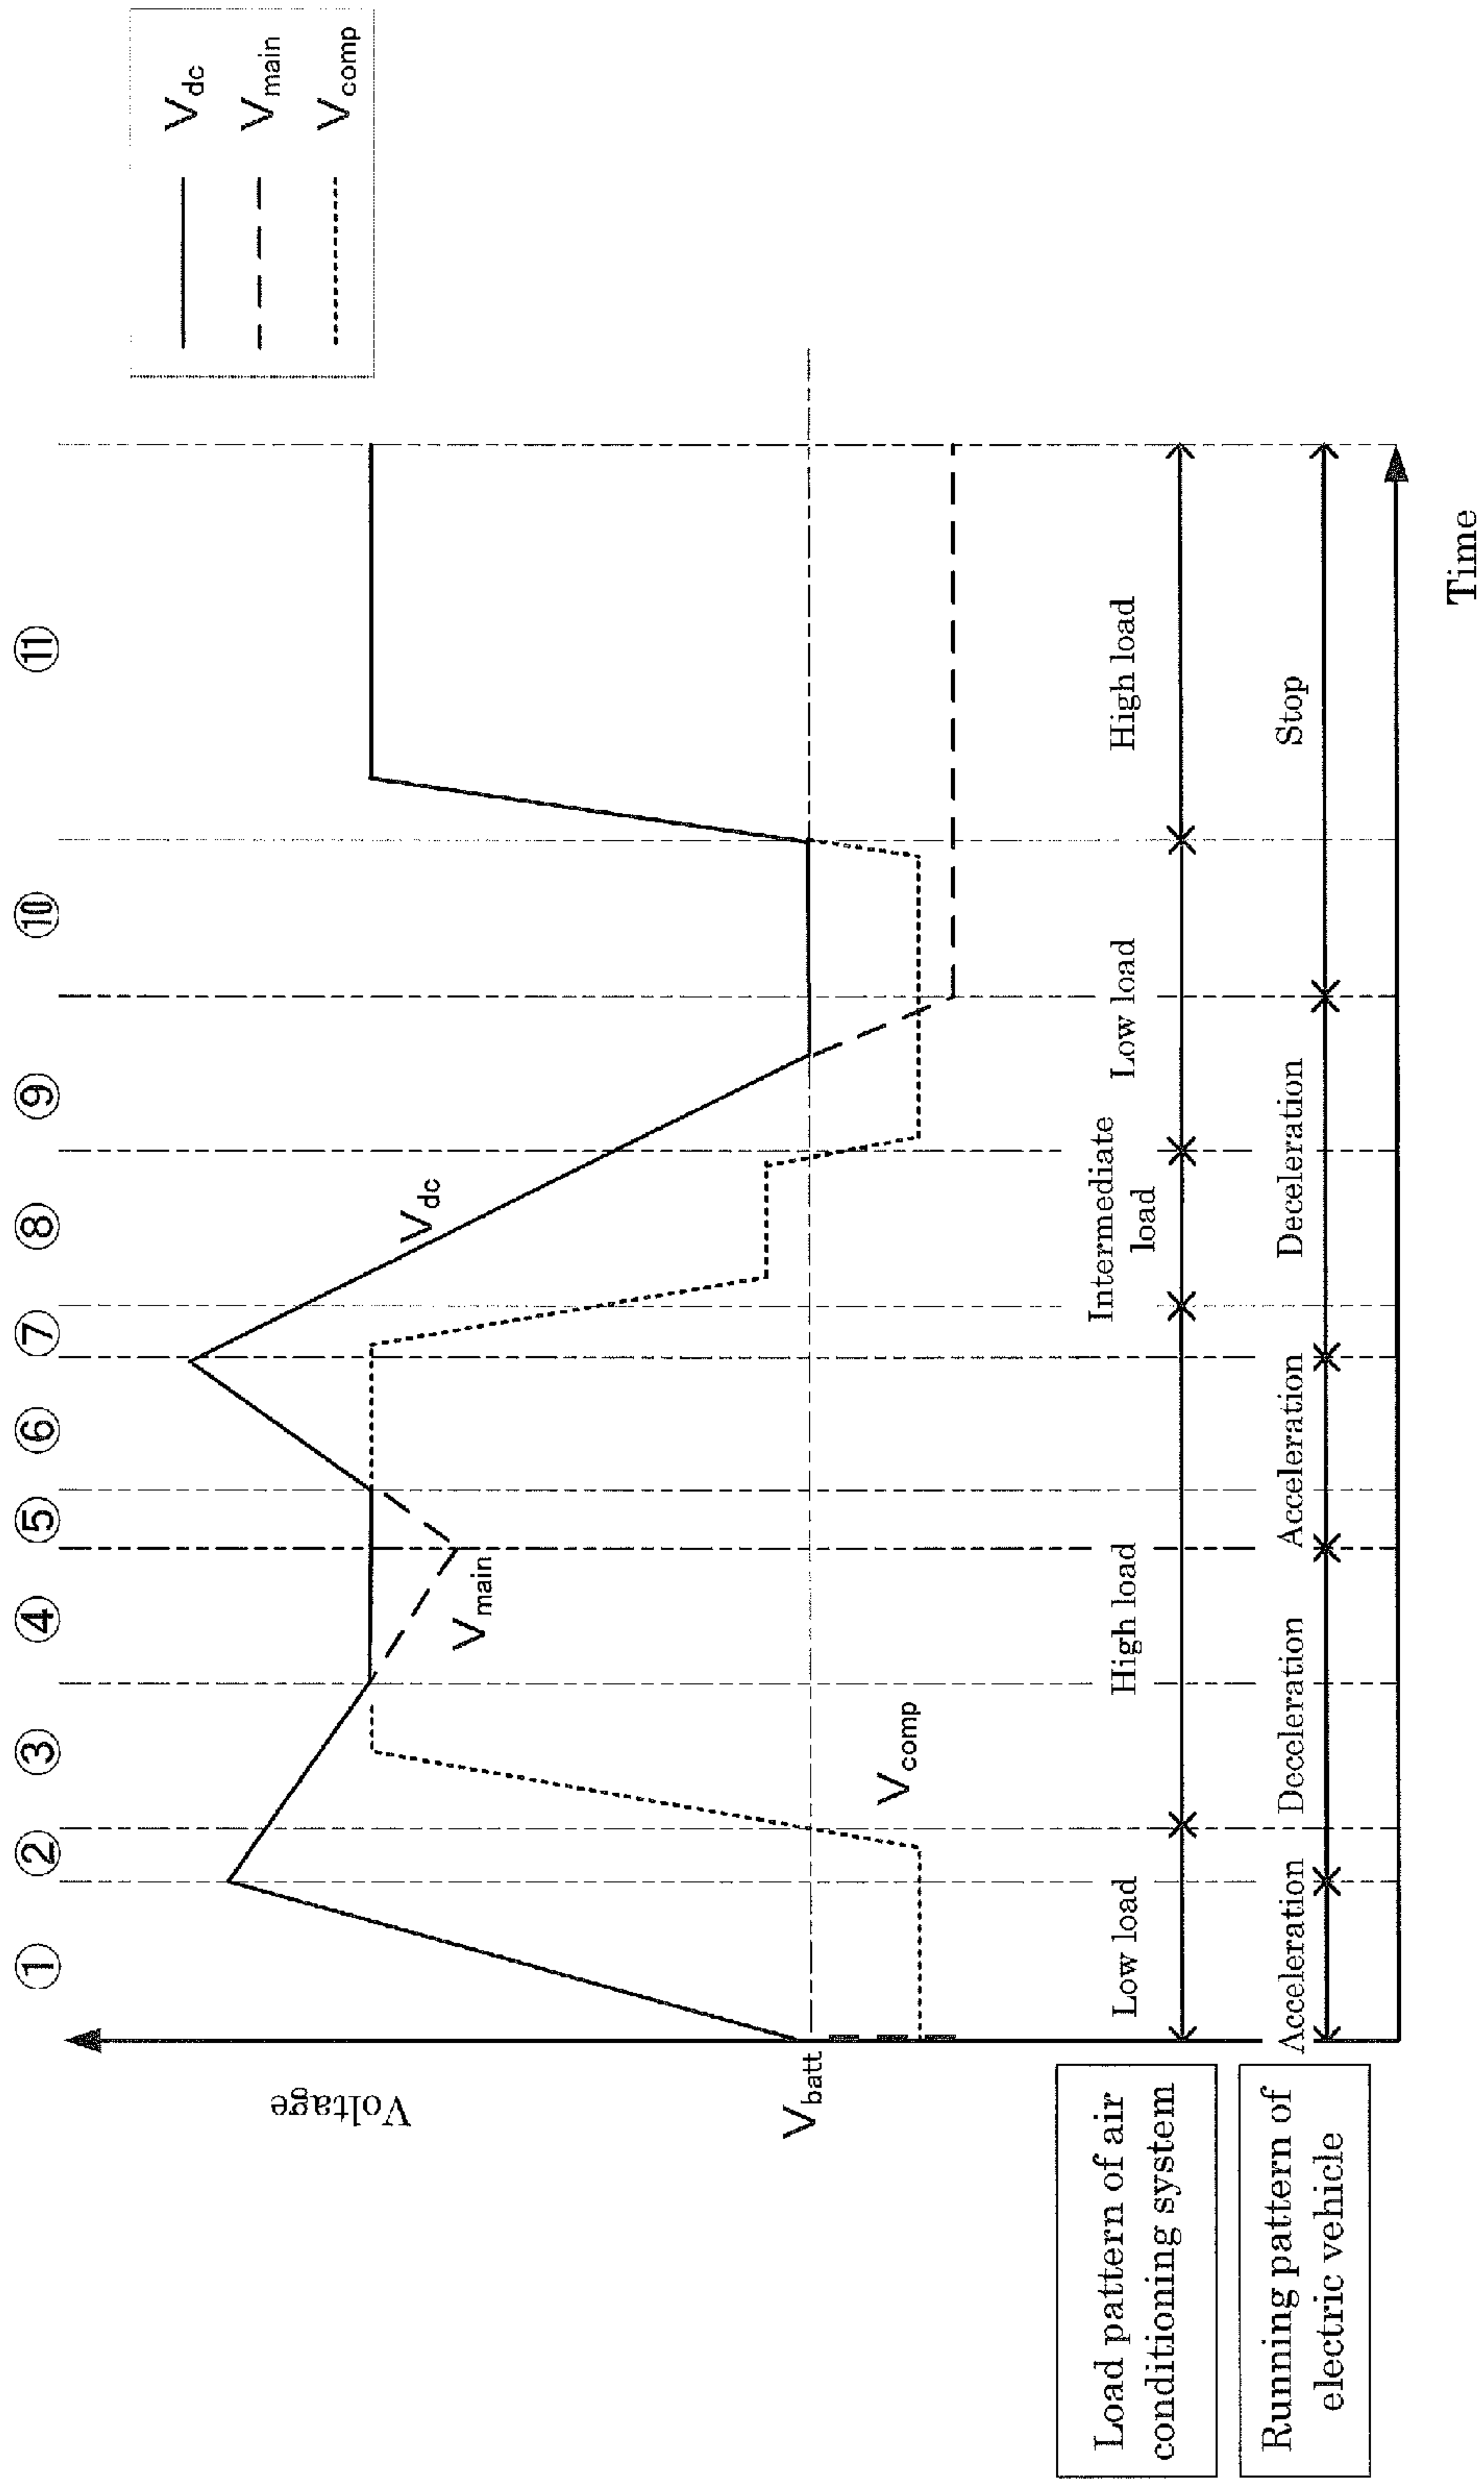 ① ② ③ ④ ⑤ ⑥ ⑦ ⑧ ⑨ ⑩ ⑪
Vdc
Vmain
Vcomp
Voltage
Vdc
Vmain
Vcomp
Vbatt
Load pattern of air
conditioning system
Low load
High load
Intermediate
load
Low load
High load
Running pattern of
electric vehicle
Acceleration
Deceleration
Acceleration
Deceleration
Stop
Time